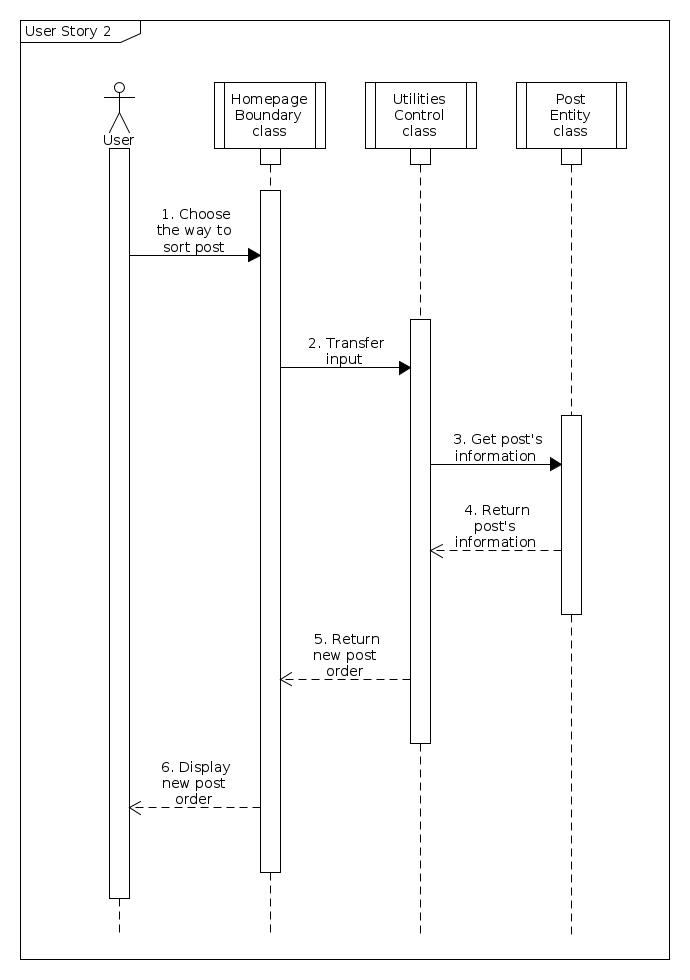 User Story 2
User
Homepage
Boundary
class
Utilities
Control
class
Post
Entity
class
1. Choose
the way to
sort post
2. Transfer
input
3. Get post's
information
4. Return
post's
information
5. Return
new post
order
6. Display
new post
order